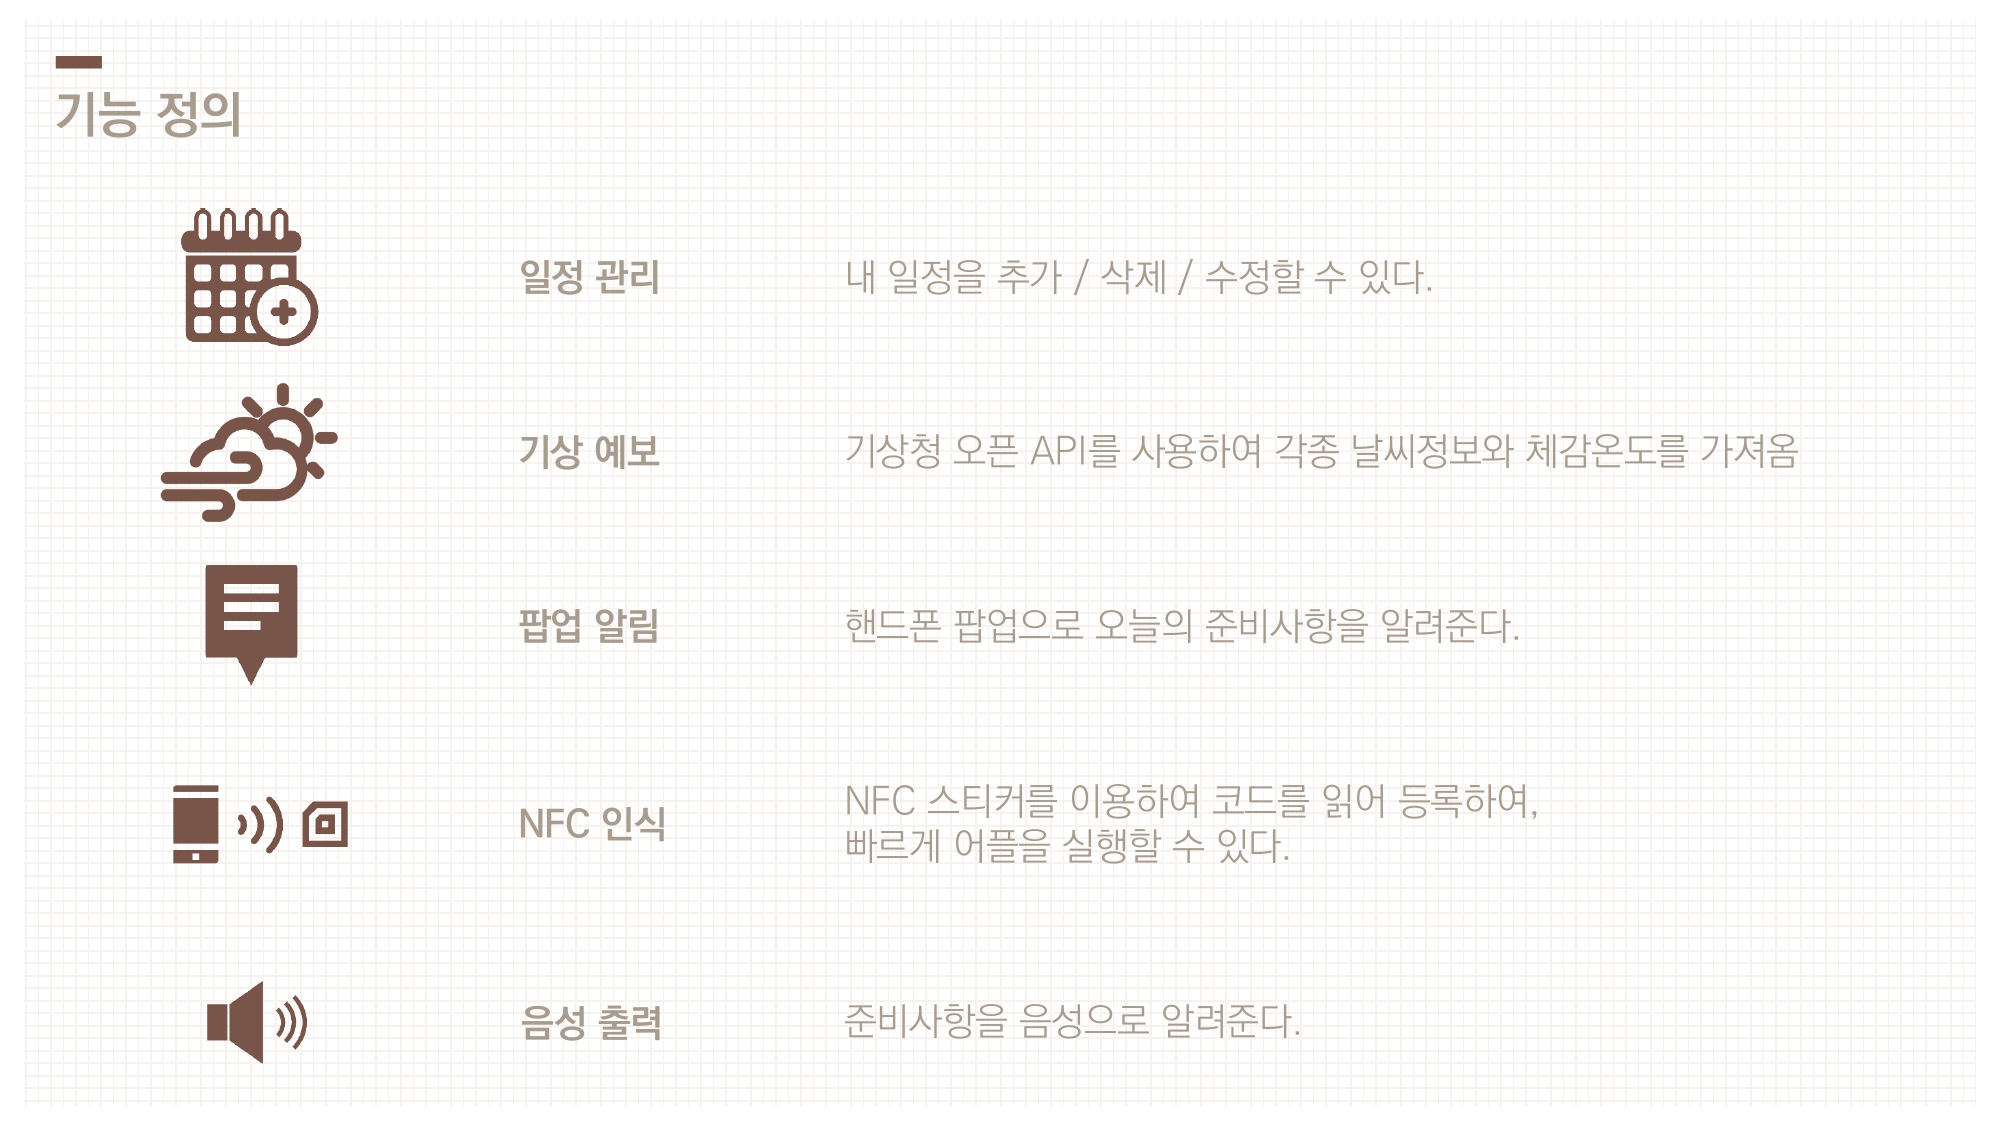 기능 정의
일정 관리
내 일정을 추가 / 삭제 / 수정할 수 있다.
기상 예보
기상청 오픈 API를 사용하여 각종 날씨정보와 체감온도를 가져옴
팝업 알림
핸드폰 팝업으로 오늘의 준비사항을 알려준다.
NFC 인식
NFC 스티커를 이용하여 코드를 읽어 등록하여,
빠르게 어플을 실행할 수 있다.
음성 출력
준비사항을 음성으로 알려준다.